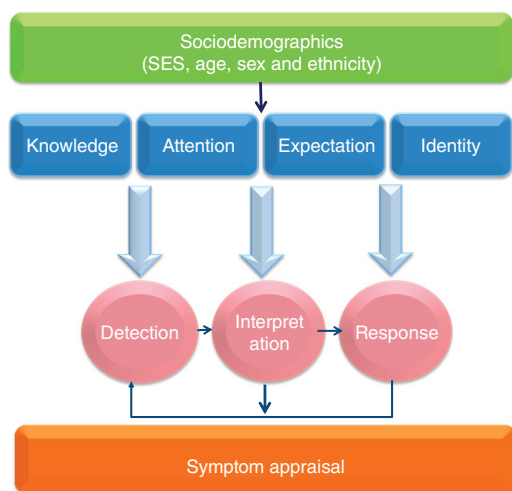 Sociodemographics
(SES, age, sex and ethnicity)
Knowledge
Attention
Expectation
Identity
Detection
Interpret
ation
Response
Symptom appraisal